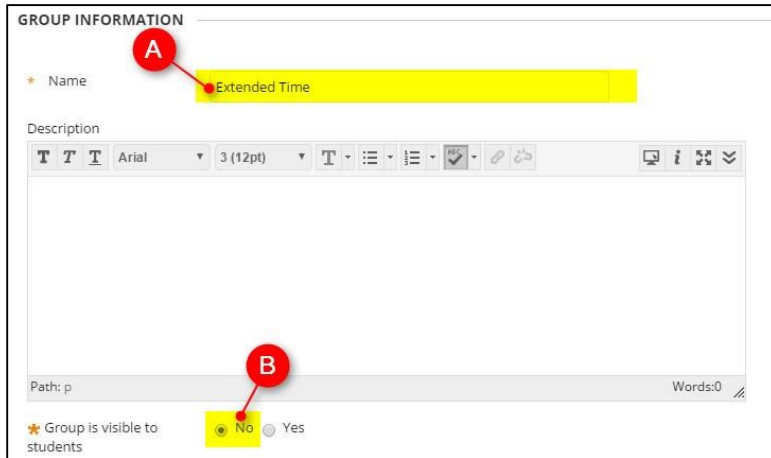 GROUP INFORMATION
A
* Name
Extended Time
Description
T T T Arial 3 (12pt) T ABC i
Path: p Words:0
B
* Group is visible to students
No Yes